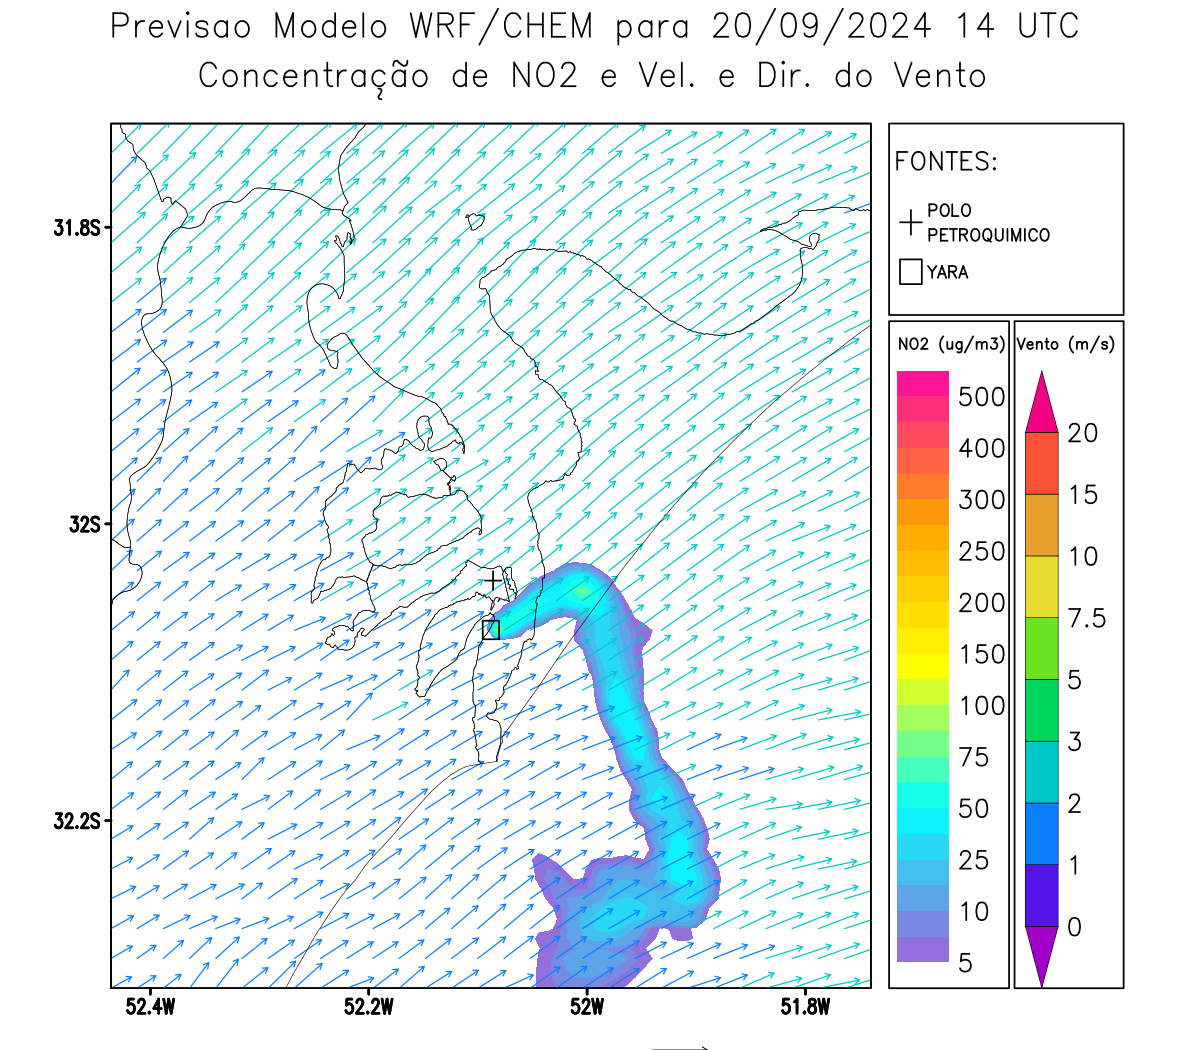 Previsao Modelo WRF/CHEM para 20/09/2024 14 UTC
Concentração de NO2 e Vel. e Dir. do Vento
FONTES:
POLO
PETROQUIMICO
YARA
31.8S
32S
32.2S
52.4W
52.2W
52W
51.8W
NO2 (ug/m3)
500
400
300
250
200
150
100
75
50
25
10
5
Vento (m/s)
20
15
10
7.5
5
3
2
1
0